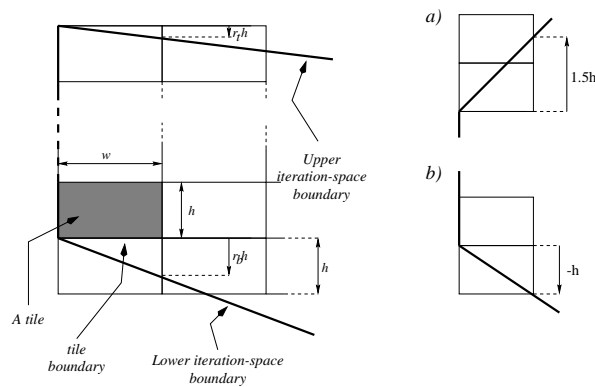 r_t h
w
h
r_b h
h
Upper
iteration-space
boundary
A tile
tile
boundary
Lower iteration-space
boundary
a)
1.5h
b)
-h